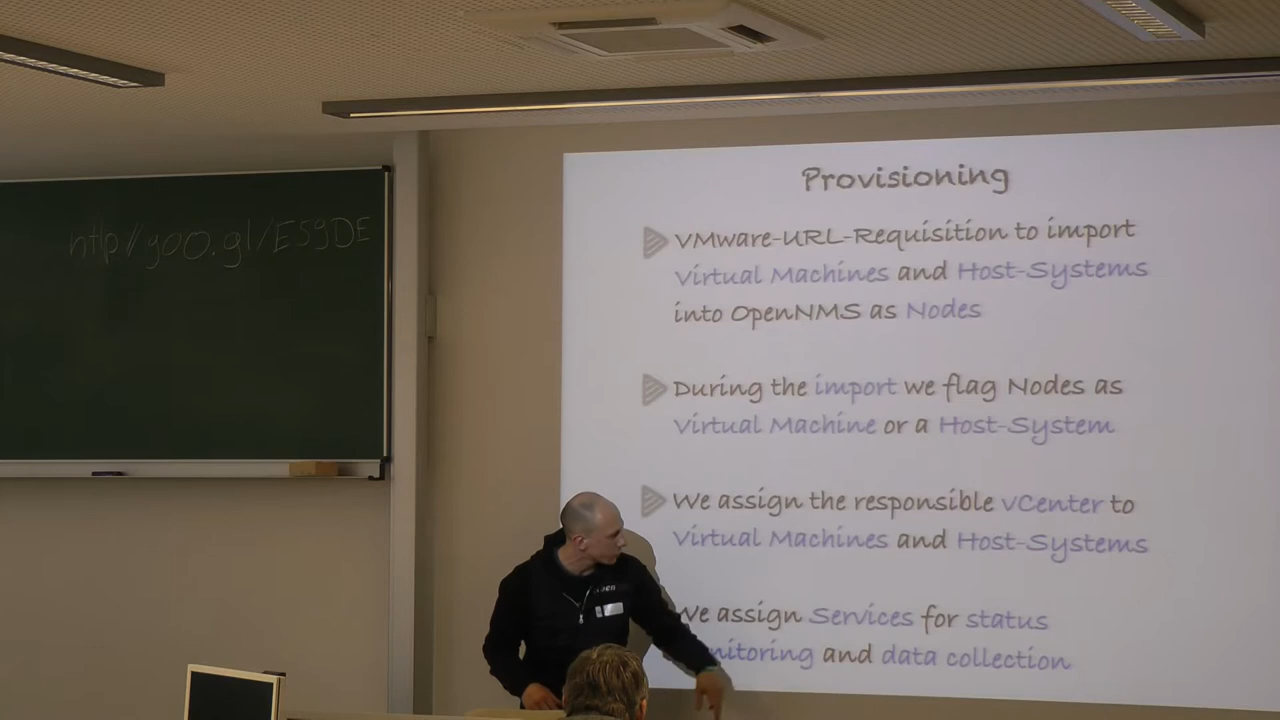 http//goo.gl/E59DE
Provisioning
VMware-URL-Requisition to import
Virtual Machines and Host-Systems
into OpenNMS as Nodes
During the import we flag Nodes as
Virtual Machine or a Host-System
We assign the responsible vCenter to
Virtual Machines and Host-Systems
We assign Services for status
and data collection